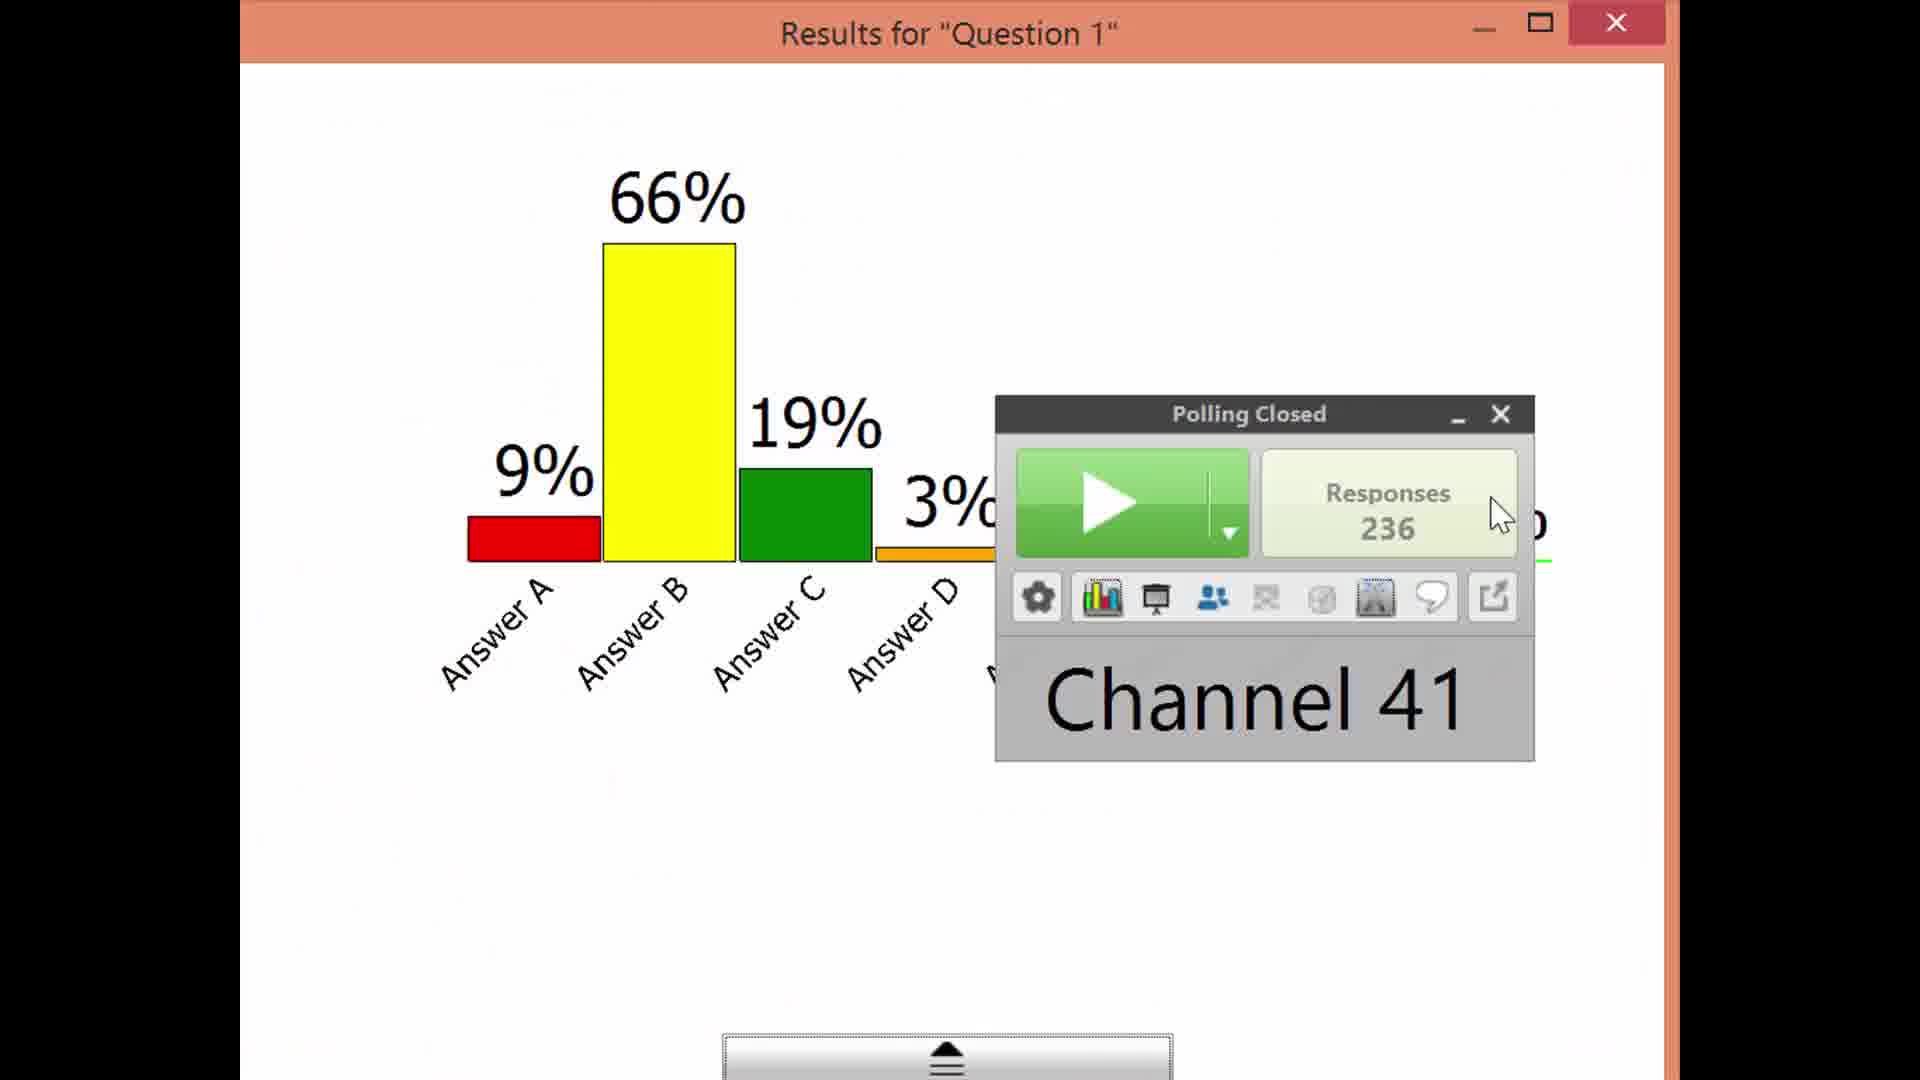 Results for "Question 1"
66%
19%
9%
3%
Polling Closed
Responses
236
Answer A
Answer B
Answer C
Answer D
Channel 41